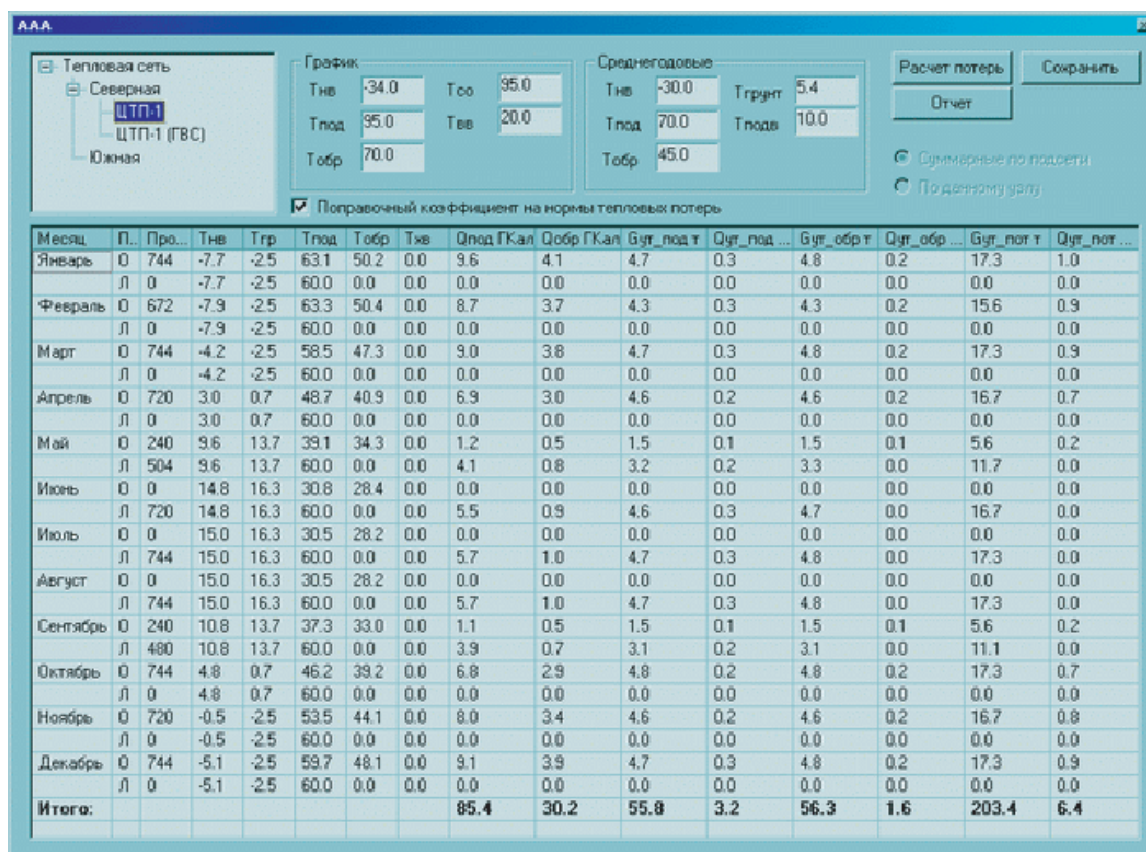 А.А.А.
Тепловая сеть
Северная
ЦТП-1
ЦТП-1 (ГВС)
Южная
График
Тнв -34.0 Тсо 95.0
Тпод 95.0 Твв 20.0
Тобр 70.0
Среднегодовые
Тнв -30.0 Тгрунт 5.4
Тпод 70.0 Тподв 10.0
Тобр 45.0
Расчет потерь Сохранить
Отчет
Суммарные по подсети
По данному узлу
Поправочный коэффициент на нормы тепловых потерь
Месяц П.. Про... Тнв Тгр Тпод Тобр Тхв Qпод ГКал Qобр ГКал Gут_под т Qут_под ... Gут_обр т Qут_обр ... Gут_пот т Qут_пот ...
Январь О 744 -7.7 -2.5 63.1 50.2 0.0 9.6 4.1 4.7 0.3 4.8 0.2 17.3 1.0
Л 0 -7.7 -2.5 60.0 0.0 0.0 0.0 0.0 0.0 0.0 0.0 0.0 0.0 0.0
Февраль О 672 -7.9 -2.5 63.3 50.4 0.0 8.7 3.7 4.3 0.3 4.3 0.2 15.6 0.9
Л 0 -7.9 -2.5 60.0 0.0 0.0 0.0 0.0 0.0 0.0 0.0 0.0 0.0 0.0
Март О 744 -4.2 -2.5 58.5 47.3 0.0 9.0 3.8 4.7 0.3 4.8 0.2 17.3 0.9
Л 0 -4.2 -2.5 60.0 0.0 0.0 0.0 0.0 0.0 0.0 0.0 0.0 0.0 0.0
Апрель О 720 3.0 0.7 48.7 40.9 0.0 6.9 3.0 4.6 0.2 4.6 0.2 16.7 0.7
Л 0 3.0 0.7 60.0 0.0 0.0 0.0 0.0 0.0 0.0 0.0 0.0 0.0 0.0
Май О 240 9.6 13.7 39.1 34.3 0.0 1.2 0.5 1.5 0.1 1.5 0.1 5.6 0.2
Л 504 9.6 13.7 60.0 0.0 0.0 4.1 0.8 3.2 0.2 3.3 0.0 11.7 0.0
Июнь О 0 14.8 16.3 30.8 28.4 0.0 0.0 0.0 0.0 0.0 0.0 0.0 0.0 0.0
Л 720 14.8 16.3 60.0 0.0 0.0 5.5 0.9 4.6 0.3 4.7 0.0 16.7 0.0
Июль О 0 15.0 16.3 30.5 28.2 0.0 0.0 0.0 0.0 0.0 0.0 0.0 0.0 0.0
Л 744 15.0 16.3 60.0 0.0 0.0 5.7 1.0 4.7 0.3 4.8 0.0 17.3 0.0
Август О 0 15.0 16.3 30.5 28.2 0.0 0.0 0.0 0.0 0.0 0.0 0.0 0.0 0.0
Л 744 15.0 16.3 60.0 0.0 0.0 5.7 1.0 4.7 0.3 4.8 0.0 17.3 0.0
Сентябрь О 240 10.8 13.7 37.3 33.0 0.0 1.1 0.5 1.5 0.1 1.5 0.1 5.6 0.2
Л 480 10.8 13.7 60.0 0.0 0.0 3.9 0.7 3.1 0.2 3.1 0.0 11.1 0.0
Октябрь О 744 4.8 0.7 46.2 39.2 0.0 6.8 2.9 4.8 0.2 4.8 0.2 17.3 0.7
Л 0 4.8 0.7 60.0 0.0 0.0 0.0 0.0 0.0 0.0 0.0 0.0 0.0 0.0
Ноябрь О 720 -0.5 -2.5 53.5 44.1 0.0 8.0 3.4 4.6 0.2 4.6 0.2 16.7 0.8
Л 0 -0.5 -2.5 60.0 0.0 0.0 0.0 0.0 0.0 0.0 0.0 0.0 0.0 0.0
Декабрь О 744 -5.1 -2.5 59.7 48.1 0.0 9.1 3.9 4.7 0.3 4.8 0.2 17.3 0.9
Л 0 -5.1 -2.5 60.0 0.0 0.0 0.0 0.0 0.0 0.0 0.0 0.0 0.0 0.0
Итого: 85.4 30.2 55.8 3.2 56.3 1.6 203.4 6.4